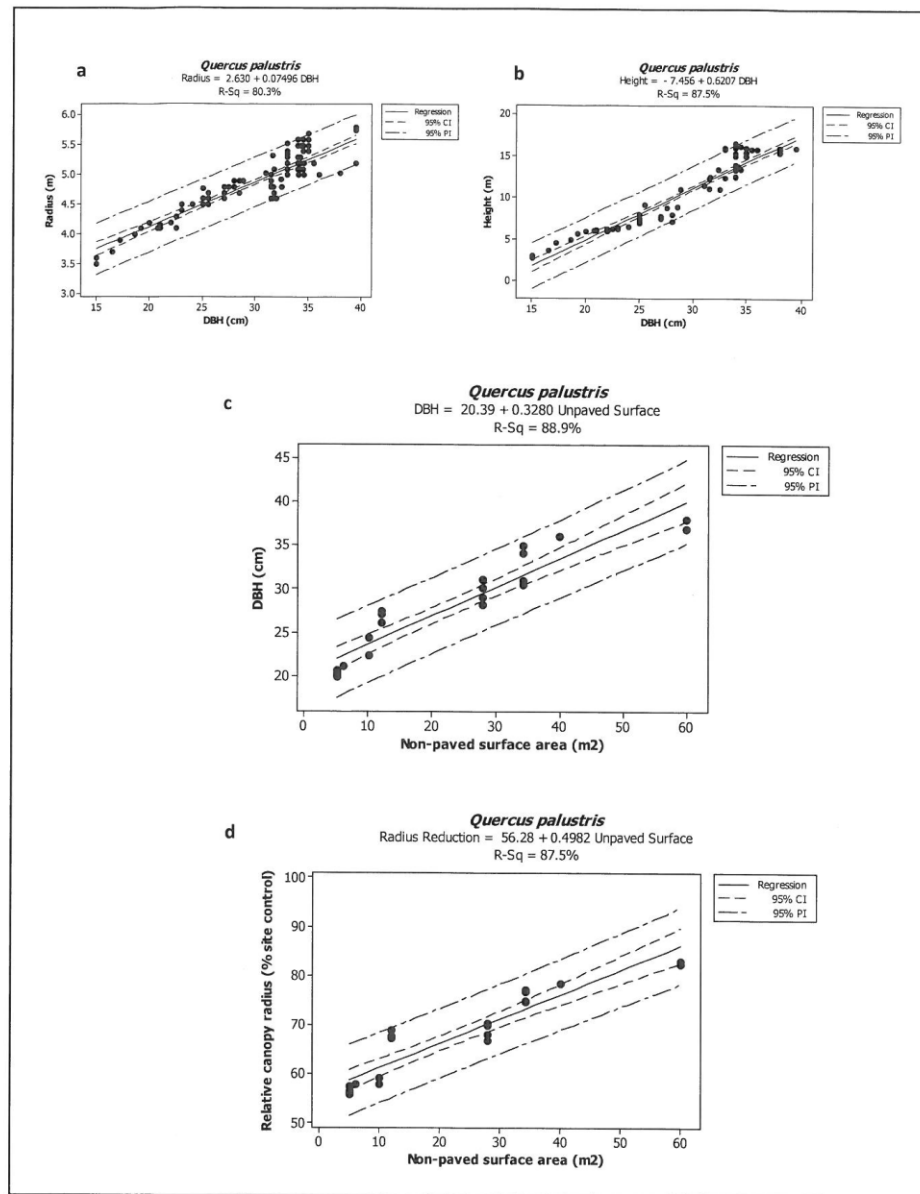 a
Quercus palustris
Radius = 2.630 + 0.07496 DBH
R-Sq = 80.3%
Regression
95% CI
95% PI
6.0
5.5
5.0
4.5
4.0
3.5
3.0
Radius (m)
15 20 25 30 35 40
DBH (cm)
b
Quercus palustris
Height = - 7.456 + 0.6207 DBH
R-Sq = 87.5%
Regression
95% CI
95% PI
20
15
10
5
0
Height (m)
15 20 25 30 35 40
DBH (cm)
c
Quercus palustris
DBH = 20.39 + 0.3280 Unpaved Surface
R-Sq = 88.9%
Regression
95% CI
95% PI
45
40
35
30
25
20
DBH (cm)
0 10 20 30 40 50 60
Non-paved surface area (m2)
d
Quercus palustris
Radius Reduction = 56.28 + 0.4982 Unpaved Surface
R-Sq = 87.5%
Regression
95% CI
95% PI
100
90
80
70
60
50
Relative canopy radius (% site control)
0 10 20 30 40 50 60
Non-paved surface area (m2)